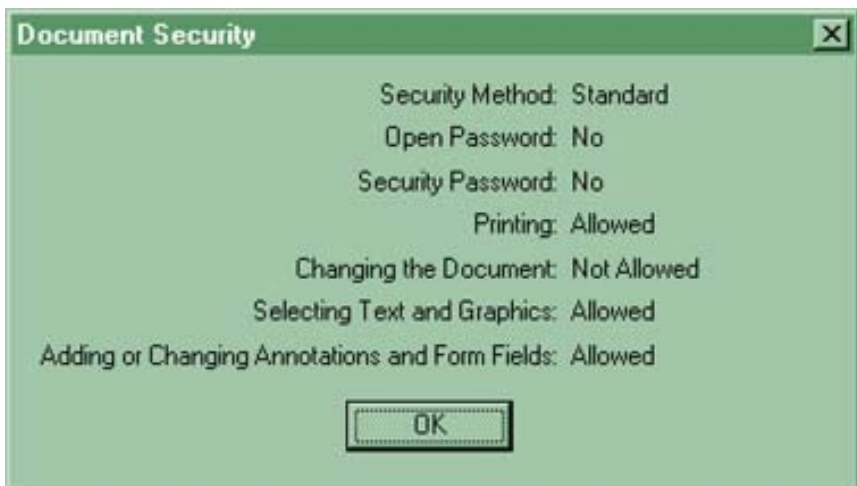 Document Security
Security Method: Standard
Open Password: No
Security Password: No
Printing: Allowed
Changing the Document: Not Allowed
Selecting Text and Graphics: Allowed
Adding or Changing Annotations and Form Fields: Allowed
OK